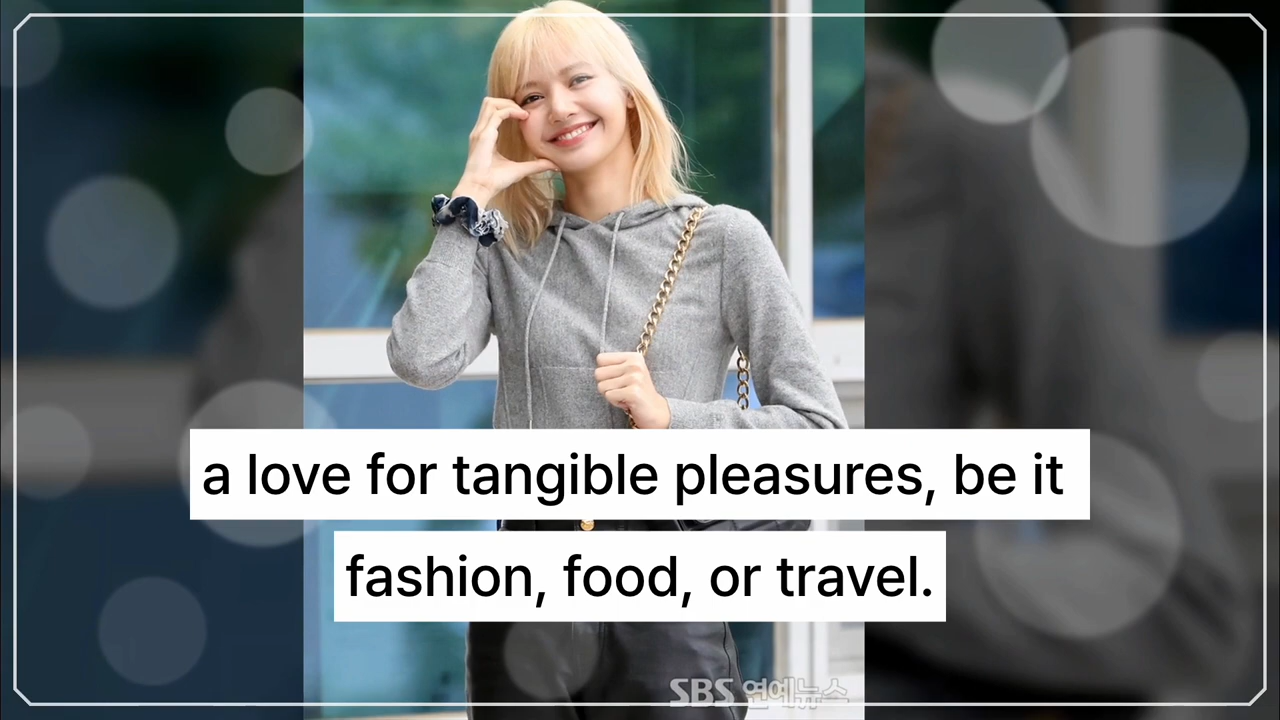 a love for tangible pleasures, be it
fashion, food, or travel.
SBS 연예뉴스